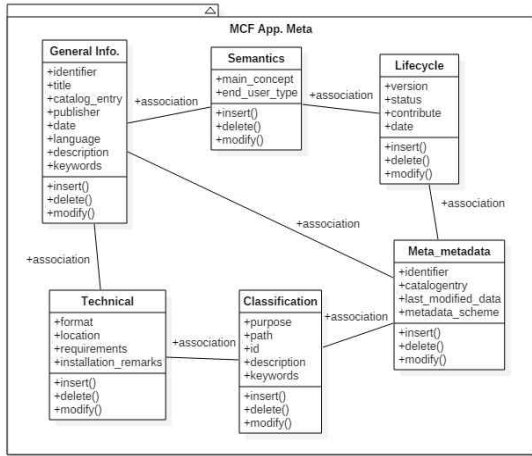 MCF App. Meta
General Info.
+identifier
+title
+catalog_entry
+publisher
+date
+language
+description
+keywords
+insert()
+delete()
+modify()
+association
Semantics
+main_concept
+end_user_type
+insert()
+delete()
+modify()
+association
Lifecycle
+version
+status
+contribute
+date
+insert()
+delete()
+modify()
+association
+association
+association
Meta_metadata
+identifier
+catalogentry
+last_modified_data
+metadata_scheme
+insert()
+delete()
+modify()
Technical
+format
+location
+requirements
+installation_remarks
+insert()
+delete()
+modify()
+association
Classification
+purpose
+path
+id
+description
+keywords
+insert()
+delete()
+modify()
+association